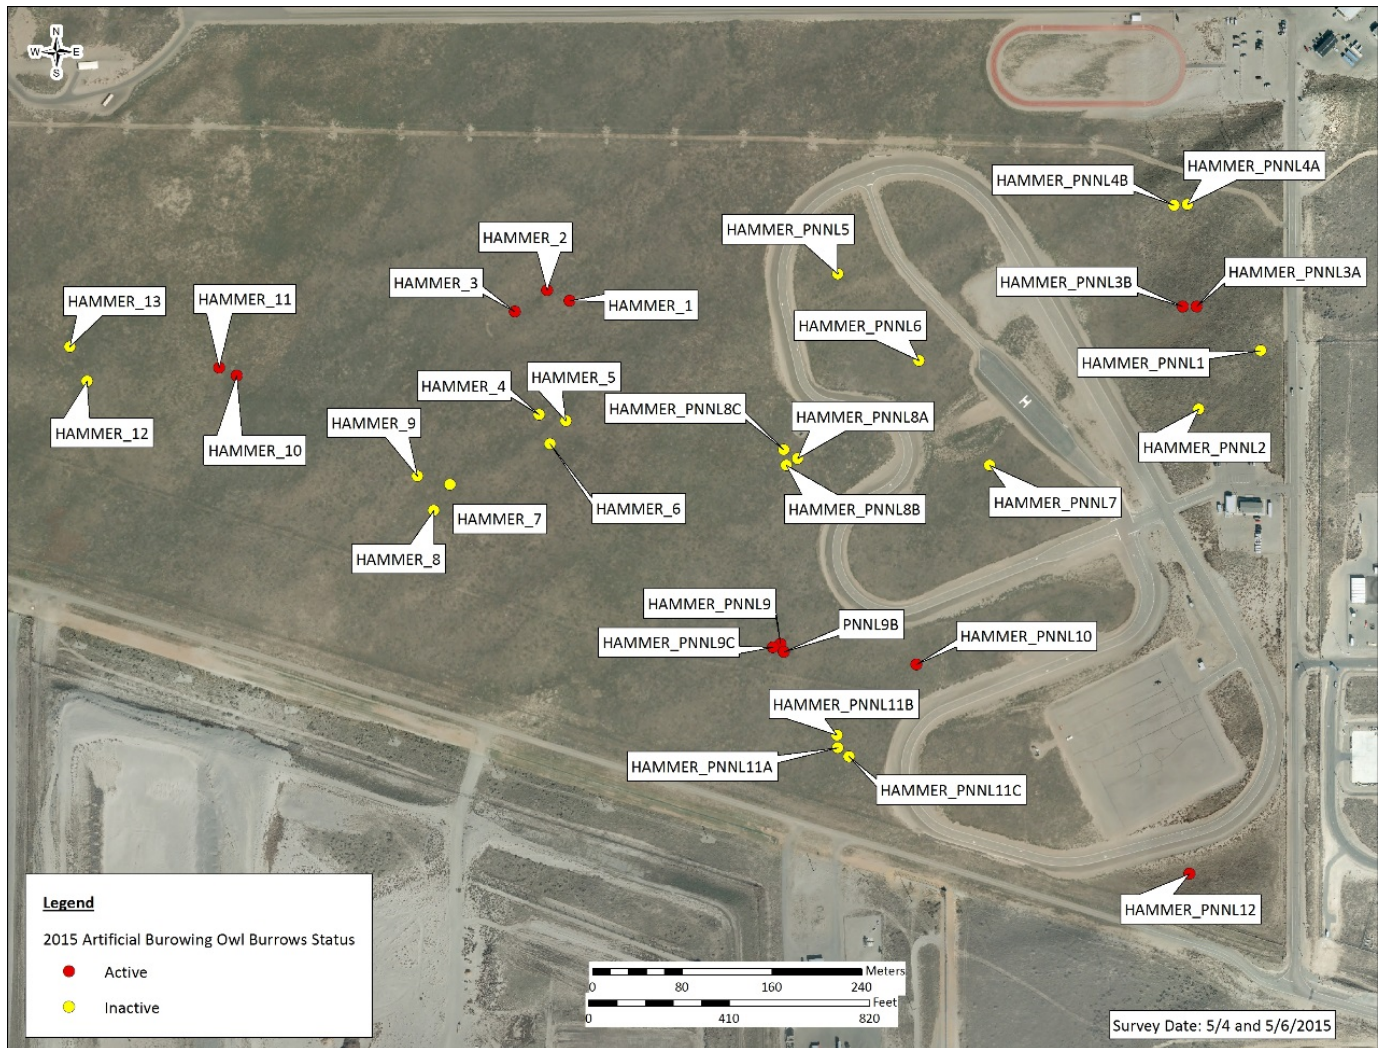 N
W E
S
HAMMER_PNNL4A
HAMMER_PNNL4B
HAMMER_PNNL5
HAMMER_2
HAMMER_3
HAMMER_1
HAMMER_PNNL3A
HAMMER_PNNL3B
HAMMER_13
HAMMER_11
HAMMER_PNNL6
HAMMER_PNNL1
HAMMER_4
HAMMER_5
HAMMER_PNNL8C
HAMMER_PNNL8A
HAMMER_12
HAMMER_10
HAMMER_9
H
HAMMER_PNNL2
HAMMER_7
HAMMER_6
HAMMER_PNNL8B
HAMMER_PNNL7
HAMMER_8
HAMMER_PNNL9
PNNL9B
HAMMER_PNNL9C
HAMMER_PNNL10
HAMMER_PNNL11B
HAMMER_PNNL11A
HAMMER_PNNL11C
HAMMER_PNNL12
Legend
2015 Artificial Burowing Owl Burrows Status
Active
Inactive
Meters
0 80 160 240
Feet
0 410 820
Survey Date: 5/4 and 5/6/2015